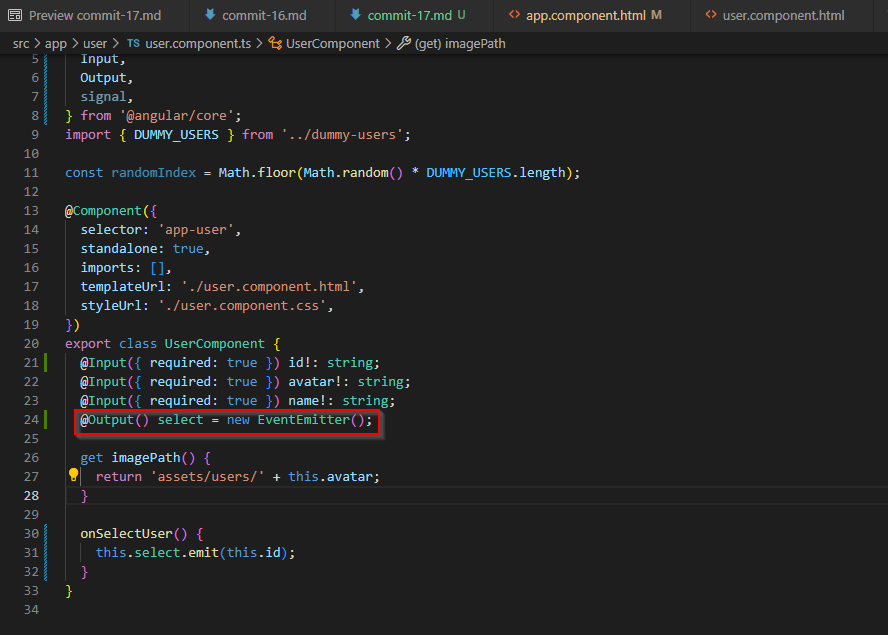 Preview commit-17.md commit-16.md commit-17.md U app.component.html M user.component.html
src > app > user > TS user.component.ts > UserComponent > (get) imagePath
5 Input,
6 Output,
7 signal,
8 } from '@angular/core';
9 import { DUMMY_USERS } from '../dummy-users';
10
11 const randomIndex = Math.floor(Math.random() * DUMMY_USERS.length);
12
13 @Component({
14 selector: 'app-user',
15 standalone: true,
16 imports: [],
17 templateUrl: './user.component.html',
18 styleUrl: './user.component.css',
19 })
20 export class UserComponent {
21 @Input({ required: true }) id!: string;
22 @Input({ required: true }) avatar!: string;
23 @Input({ required: true }) name!: string;
24 @Output() select = new EventEmitter();
25
26 get imagePath() {
27 return 'assets/users/' + this.avatar;
28 }
29
30 onSelectUser() {
31 this.select.emit(this.id);
32 }
33 }
34